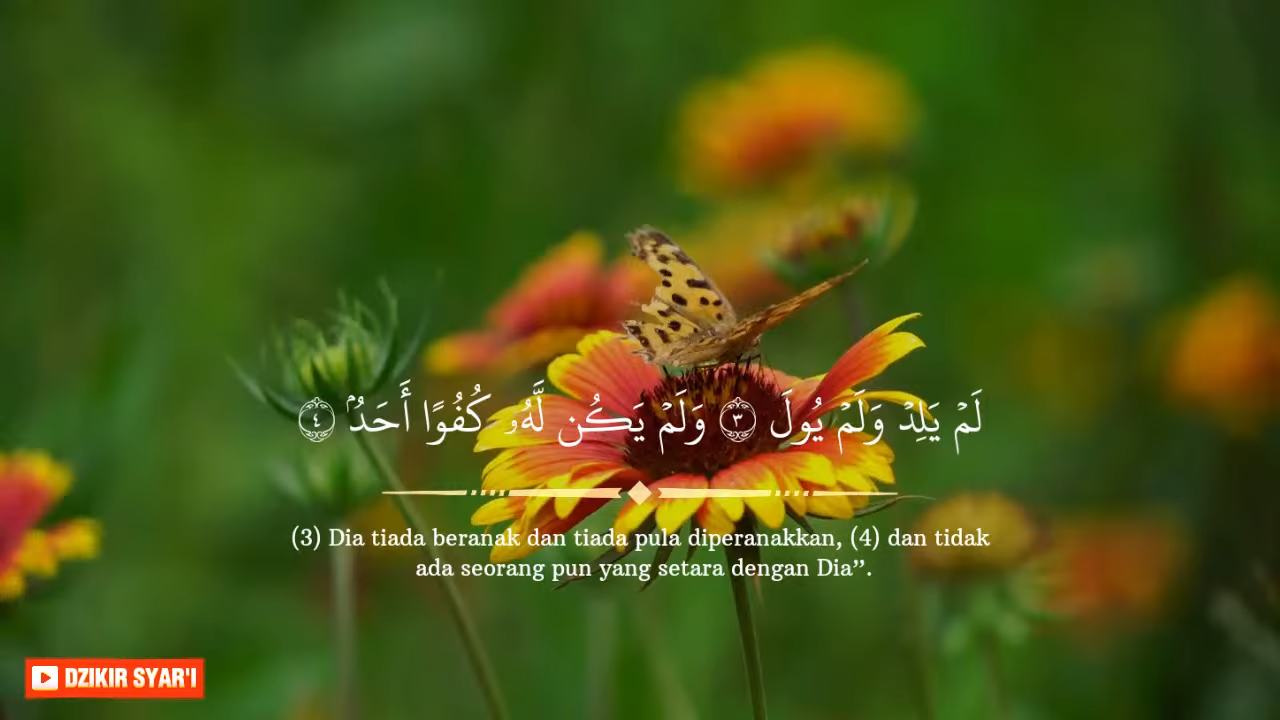 لَمْ يَلِدْ وَلَمْ يُولَ ۝٣ وَلَمْ يَكُن لَّهُۥ كُفُوًا أَحَدٌۢ ۝٤
(3) Dia tiada beranak dan tiada pula diperanakkan, (4) dan tidak
ada seorang pun yang setara dengan Dia”.
DZIKIR SYAR'I